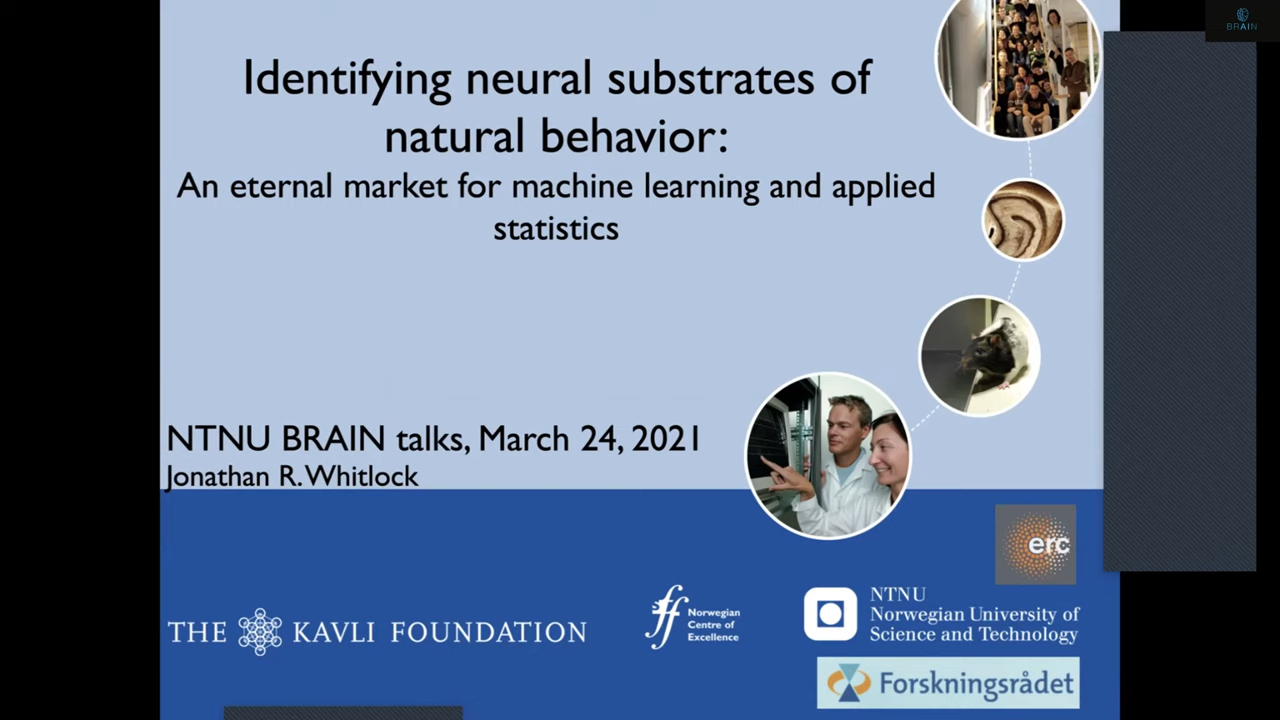 BRAIN
Identifying neural substrates of
natural behavior:
An eternal market for machine learning and applied
statistics
NTNU BRAIN talks, March 24, 2021
Jonathan R. Whitlock
erc
THE KAVLI FOUNDATION
sff
Norwegian
Centre of
Excellence
NTNU
Norwegian University of
Science and Technology
Forskningsrådet